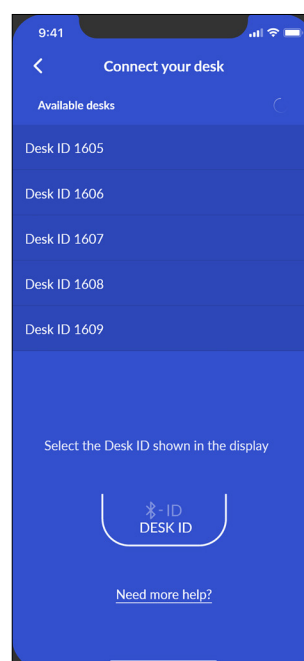 9:41
Connect your desk
Available desks
Desk ID 1605
Desk ID 1606
Desk ID 1607
Desk ID 1608
Desk ID 1609
Select the Desk ID shown in the display
-ID
DESK ID
Need more help?